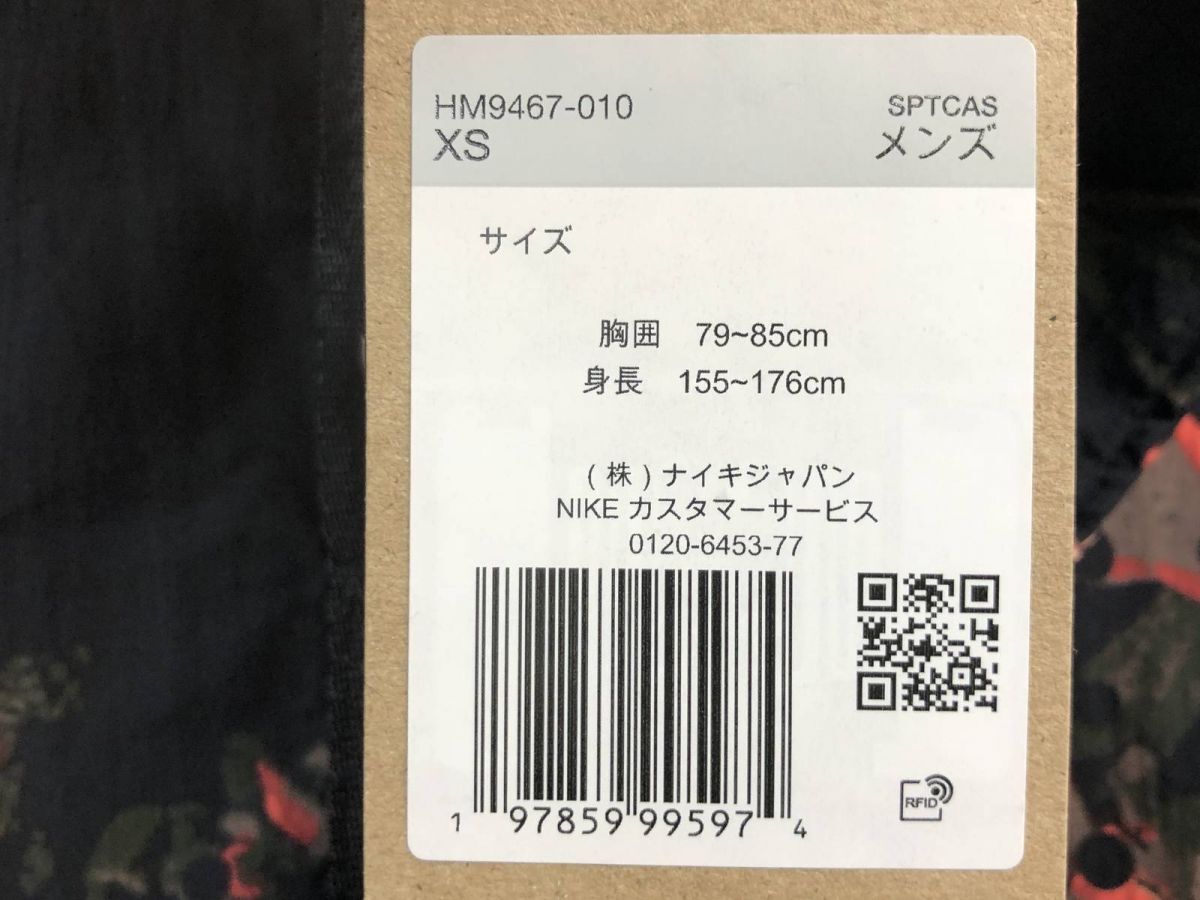 HM9467-010
SPTCAS
XS
メンズ
サイズ
胸囲 79~85cm
身長 155~176cm
(株)ナイキジャパン
NIKE カスタマーサービス
0120-6453-77
1 97859 99597 4
RFID